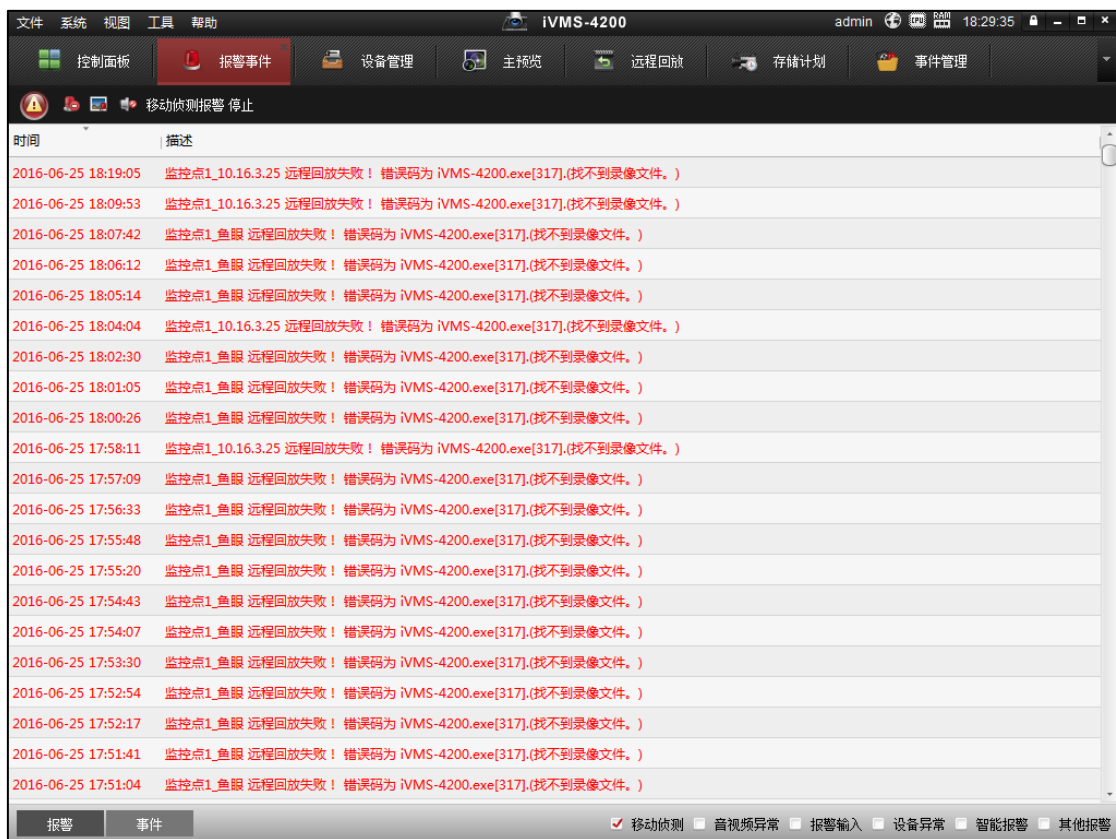 文件 系统 视图 工具 帮助 iVMS-4200 admin CPU RAM 18:29:35
控制面板 报警事件 设备管理 主预览 远程回放 存储计划 事件管理
移动侦测报警 停止
时间 描述
2016-06-25 18:19:05 监控点1_10.16.3.25 远程回放失败！ 错误码为 iVMS-4200.exe[317].(找不到录像文件。)
2016-06-25 18:09:53 监控点1_10.16.3.25 远程回放失败！ 错误码为 iVMS-4200.exe[317].(找不到录像文件。)
2016-06-25 18:07:42 监控点1_鱼眼 远程回放失败！ 错误码为 iVMS-4200.exe[317].(找不到录像文件。)
2016-06-25 18:06:12 监控点1_鱼眼 远程回放失败！ 错误码为 iVMS-4200.exe[317].(找不到录像文件。)
2016-06-25 18:05:14 监控点1_鱼眼 远程回放失败！ 错误码为 iVMS-4200.exe[317].(找不到录像文件。)
2016-06-25 18:04:04 监控点1_10.16.3.25 远程回放失败！ 错误码为 iVMS-4200.exe[317].(找不到录像文件。)
2016-06-25 18:02:30 监控点1_鱼眼 远程回放失败！ 错误码为 iVMS-4200.exe[317].(找不到录像文件。)
2016-06-25 18:01:05 监控点1_鱼眼 远程回放失败！ 错误码为 iVMS-4200.exe[317].(找不到录像文件。)
2016-06-25 18:00:26 监控点1_鱼眼 远程回放失败！ 错误码为 iVMS-4200.exe[317].(找不到录像文件。)
2016-06-25 17:58:11 监控点1_10.16.3.25 远程回放失败！ 错误码为 iVMS-4200.exe[317].(找不到录像文件。)
2016-06-25 17:57:09 监控点1_鱼眼 远程回放失败！ 错误码为 iVMS-4200.exe[317].(找不到录像文件。)
2016-06-25 17:56:33 监控点1_鱼眼 远程回放失败！ 错误码为 iVMS-4200.exe[317].(找不到录像文件。)
2016-06-25 17:55:48 监控点1_鱼眼 远程回放失败！ 错误码为 iVMS-4200.exe[317].(找不到录像文件。)
2016-06-25 17:55:20 监控点1_鱼眼 远程回放失败！ 错误码为 iVMS-4200.exe[317].(找不到录像文件。)
2016-06-25 17:54:43 监控点1_鱼眼 远程回放失败！ 错误码为 iVMS-4200.exe[317].(找不到录像文件。)
2016-06-25 17:54:07 监控点1_鱼眼 远程回放失败！ 错误码为 iVMS-4200.exe[317].(找不到录像文件。)
2016-06-25 17:53:30 监控点1_鱼眼 远程回放失败！ 错误码为 iVMS-4200.exe[317].(找不到录像文件。)
2016-06-25 17:52:54 监控点1_鱼眼 远程回放失败！ 错误码为 iVMS-4200.exe[317].(找不到录像文件。)
2016-06-25 17:52:17 监控点1_鱼眼 远程回放失败！ 错误码为 iVMS-4200.exe[317].(找不到录像文件。)
2016-06-25 17:51:41 监控点1_鱼眼 远程回放失败！ 错误码为 iVMS-4200.exe[317].(找不到录像文件。)
2016-06-25 17:51:04 监控点1_鱼眼 远程回放失败！ 错误码为 iVMS-4200.exe[317].(找不到录像文件。)
报警 事件 移动侦测 音视频异常 报警输入 设备异常 智能报警 其他报警